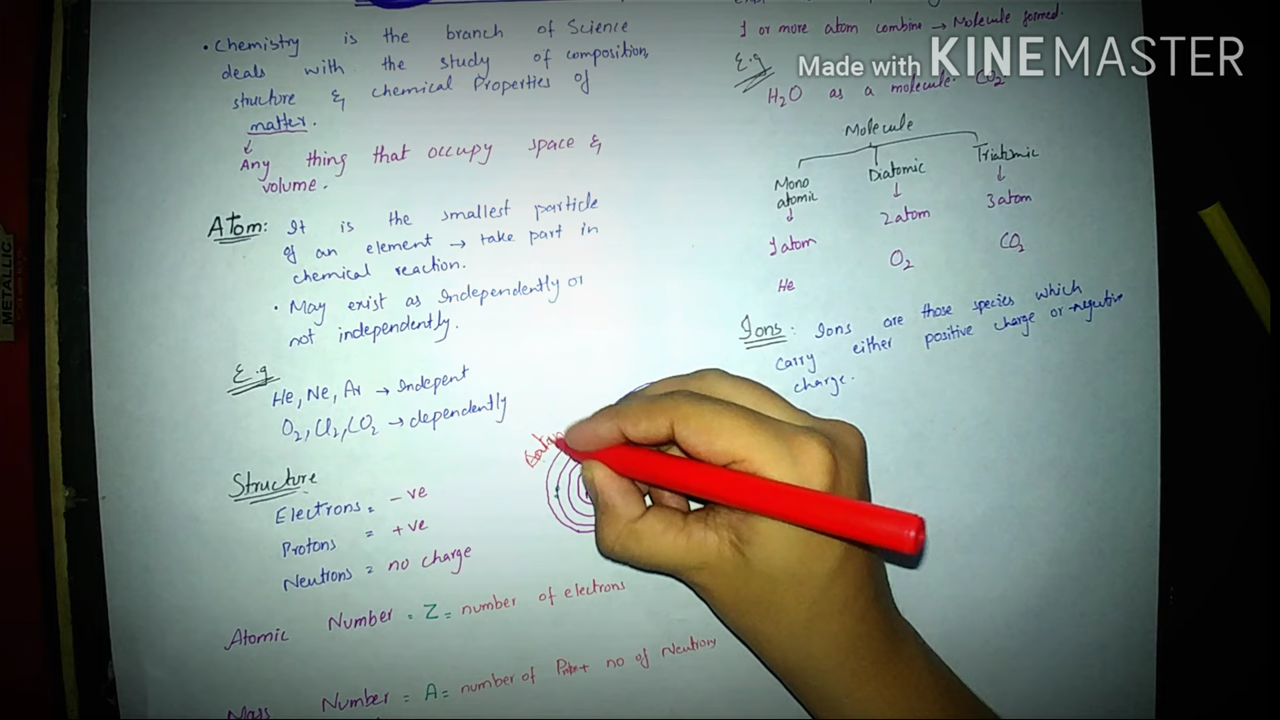 • Chemistry is the branch of Science
deals with the study of composition,
structure & chemical Properties of
matter.
Any thing that occupy space &
volume.
Atom: It is the smallest particle
of an element → take part in
chemical reaction.
• May exist as Independently or
not independently.
E.g
He, Ne, Ar → Indepent
O2, Cl2, CO2 → dependently
Structure
Electrons = -ve
Protons = +ve
Neutrons = no charge
Atomic Number = Z = number of electrons
Mass Number = A = number of + no of Neutrons
1 or more atom combine → Molecule formed.
E.g
H2O as a molecule. CO2
Molecule
Mono atomic
Diatomic
Triatomic
1 atom
2 atom
3 atom
He
O2
CO2
Ions: Ions are those species which
carry either positive charge or negative
charge.
Made with KINEMASTER
METALLIC